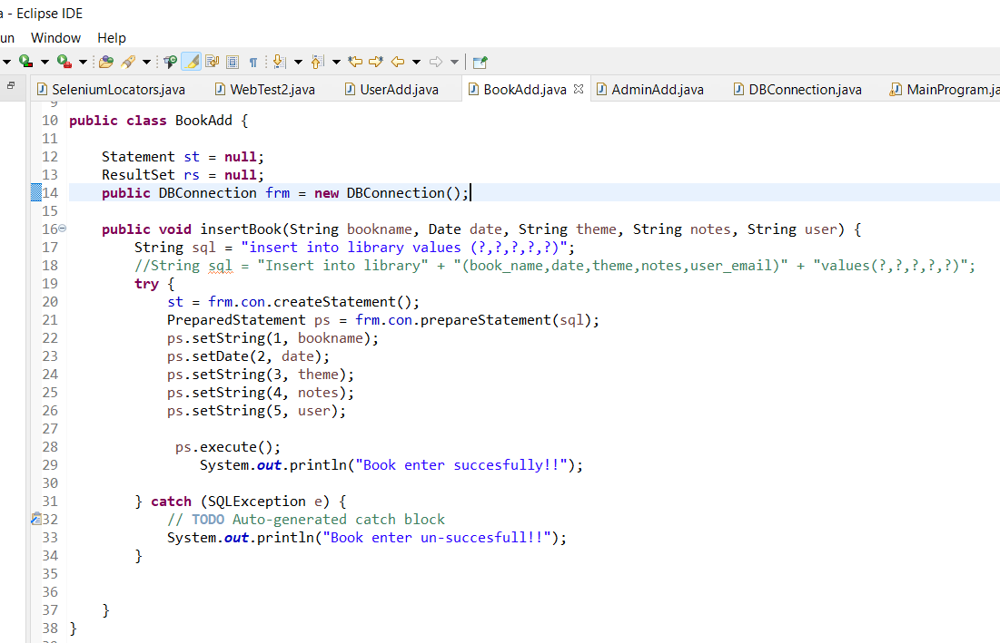 a - Eclipse IDE
un Window Help
SeleniumLocators.java WebTest2.java UserAdd.java BookAdd.java AdminAdd.java DBConnection.java MainProgram.ja
9
10 public class BookAdd {
11
12 Statement st = null;
13 ResultSet rs = null;
14 public DBConnection frm = new DBConnection();
15
16 public void insertBook(String bookname, Date date, String theme, String notes, String user) {
17 String sql = "insert into library values (?,?,?,?,?)";
18 //String sql = "Insert into library" + "(book_name,date,theme,notes,user_email)" + "values(?,?,?,?,?)";
19 try {
20 st = frm.con.createStatement();
21 PreparedStatement ps = frm.con.prepareStatement(sql);
22 ps.setString(1, bookname);
23 ps.setDate(2, date);
24 ps.setString(3, theme);
25 ps.setString(4, notes);
26 ps.setString(5, user);
27
28 ps.execute();
29 System.out.println("Book enter succesfully!!");
30
31 } catch (SQLException e) {
32 // TODO Auto-generated catch block
33 System.out.println("Book enter un-succesfull!!");
34 }
35
36
37 }
38 }